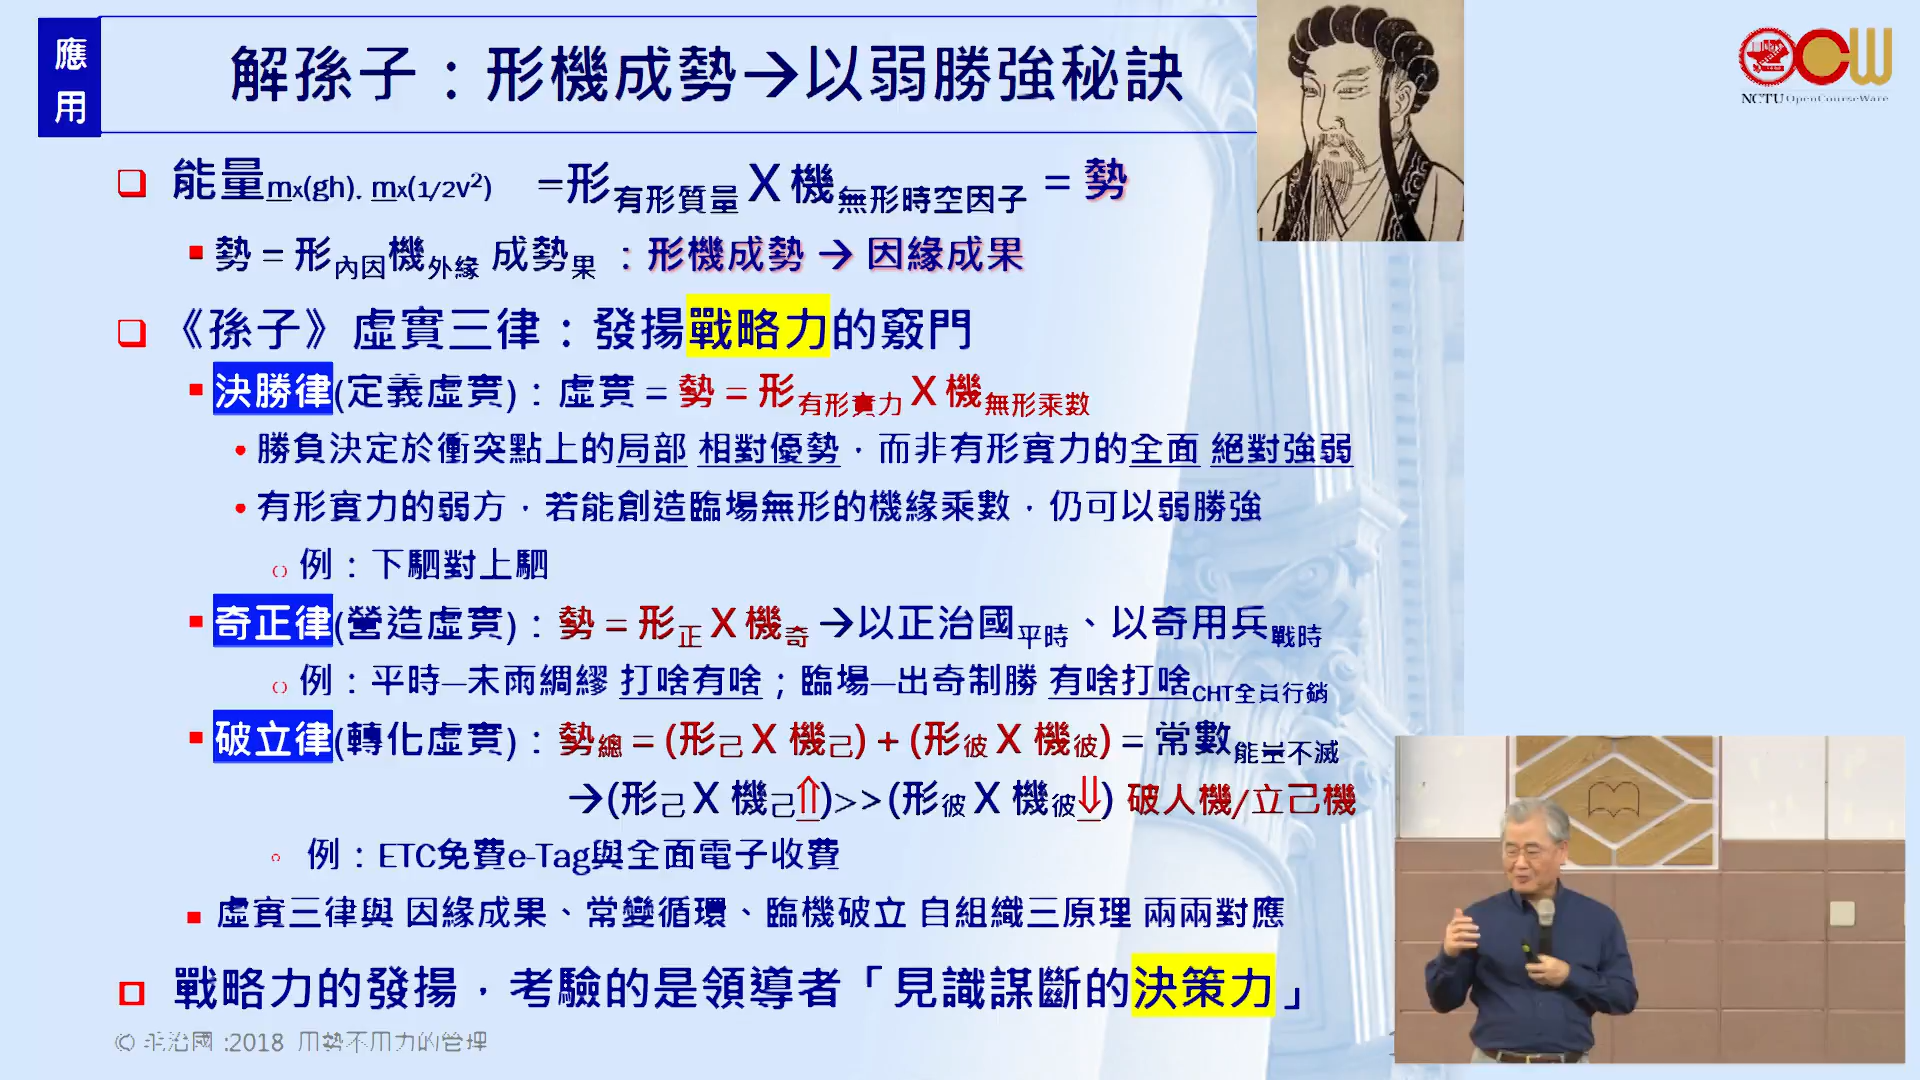 應用
解孫子：形機成勢→以弱勝強秘訣
NCTU OpenCourseWare
能量mx(gh), mx(1/2v²) =形有形質量 X 機無形時空因子 = 勢
勢 = 形內因機外緣 成勢果 ：形機成勢 → 因緣成果
《孫子》虛實三律：發揚戰略力的竅門
決勝律(定義虛實)：虛實 = 勢 = 形有形實力 X 機無形乘數
勝負決定於衝突點上的局部 相對優勢，而非有形實力的全面 絕對強弱
有形實力的弱方，若能創造臨場無形的機緣乘數，仍可以弱勝強
例：下駟對上駟
奇正律(營造虛實)：勢 = 形正 X 機奇 →以正治國平時、以奇用兵戰時
例：平時—未雨綢繆 打啥有啥；臨場—出奇制勝 有啥打啥CHT全員行銷
破立律(轉化虛實)：勢總 = (形己 X 機己) + (形彼 X 機彼) = 常數能量不滅
→(形己 X 機己⇑)>>(形彼 X 機彼⇓) 破人機/立己機
例：ETC免費e-Tag與全面電子收費
虛實三律與 因緣成果、常變循環、臨機破立 自組織三原理 兩兩對應
戰略力的發揚，考驗的是領導者「見識謀斷的決策力」
© 毛治國 :2018 用勢不用力的管理